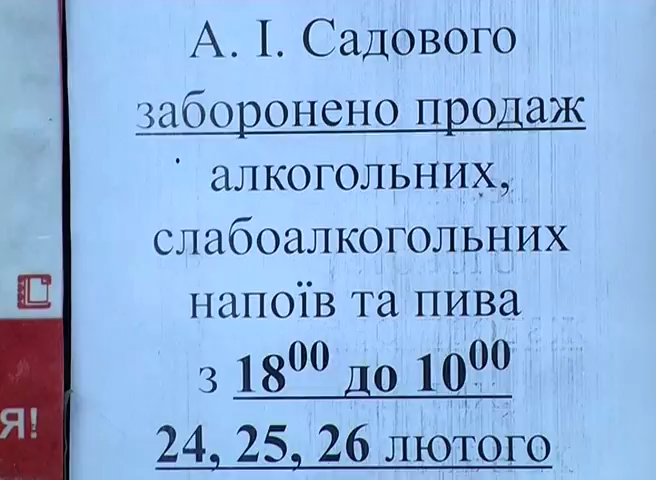 А. І. Садового
заборонено продаж
алкогольних,
слабоалкогольних
напоїв та пива
з 18⁰⁰ до 10⁰⁰
24, 25, 26 лютого
Я!